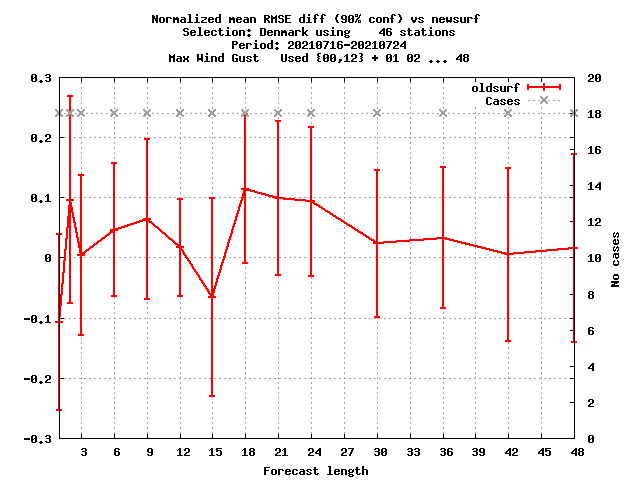 Normalized mean RMSE diff (90% conf) vs newsurf
Selection: Denmark using    46 stations
Period: 20210716-20210724
Max Wind Gust   Used {00,12} + 01 02 ... 48
oldsurf
Cases
0.3
0.2
0.1
0
-0.1
-0.2
-0.3
20
18
16
14
12
10
8
6
4
2
0
No cases
3 6 9 12 15 18 21 24 27 30 33 36 39 42 45 48
Forecast length